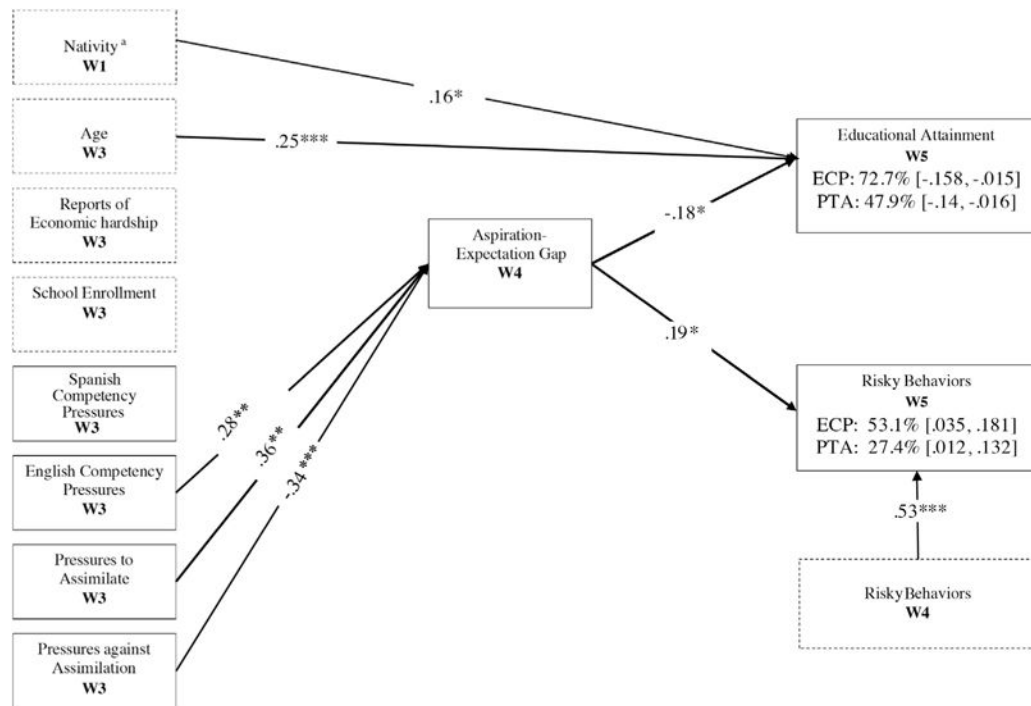 Nativity a
W1
.16*
Age
W3
.25***
Educational Attainment
W5
ECP: 72.7% [-.158, -.015]
PTA: 47.9% [-.14, -.016]
Reports of
Economic hardship
W3
-.18*
Aspiration-
Expectation Gap
W4
School Enrollment
W3
.19*
Spanish
Competency
Pressures
W3
Risky Behaviors
W5
ECP: 53.1% [.035, .181]
PTA: 27.4% [.012, .132]
.28**
.36**
-.34***
English Competency
Pressures
W3
.53***
Pressures to
Assimilate
W3
Risky Behaviors
W4
Pressures against
Assimilation
W3